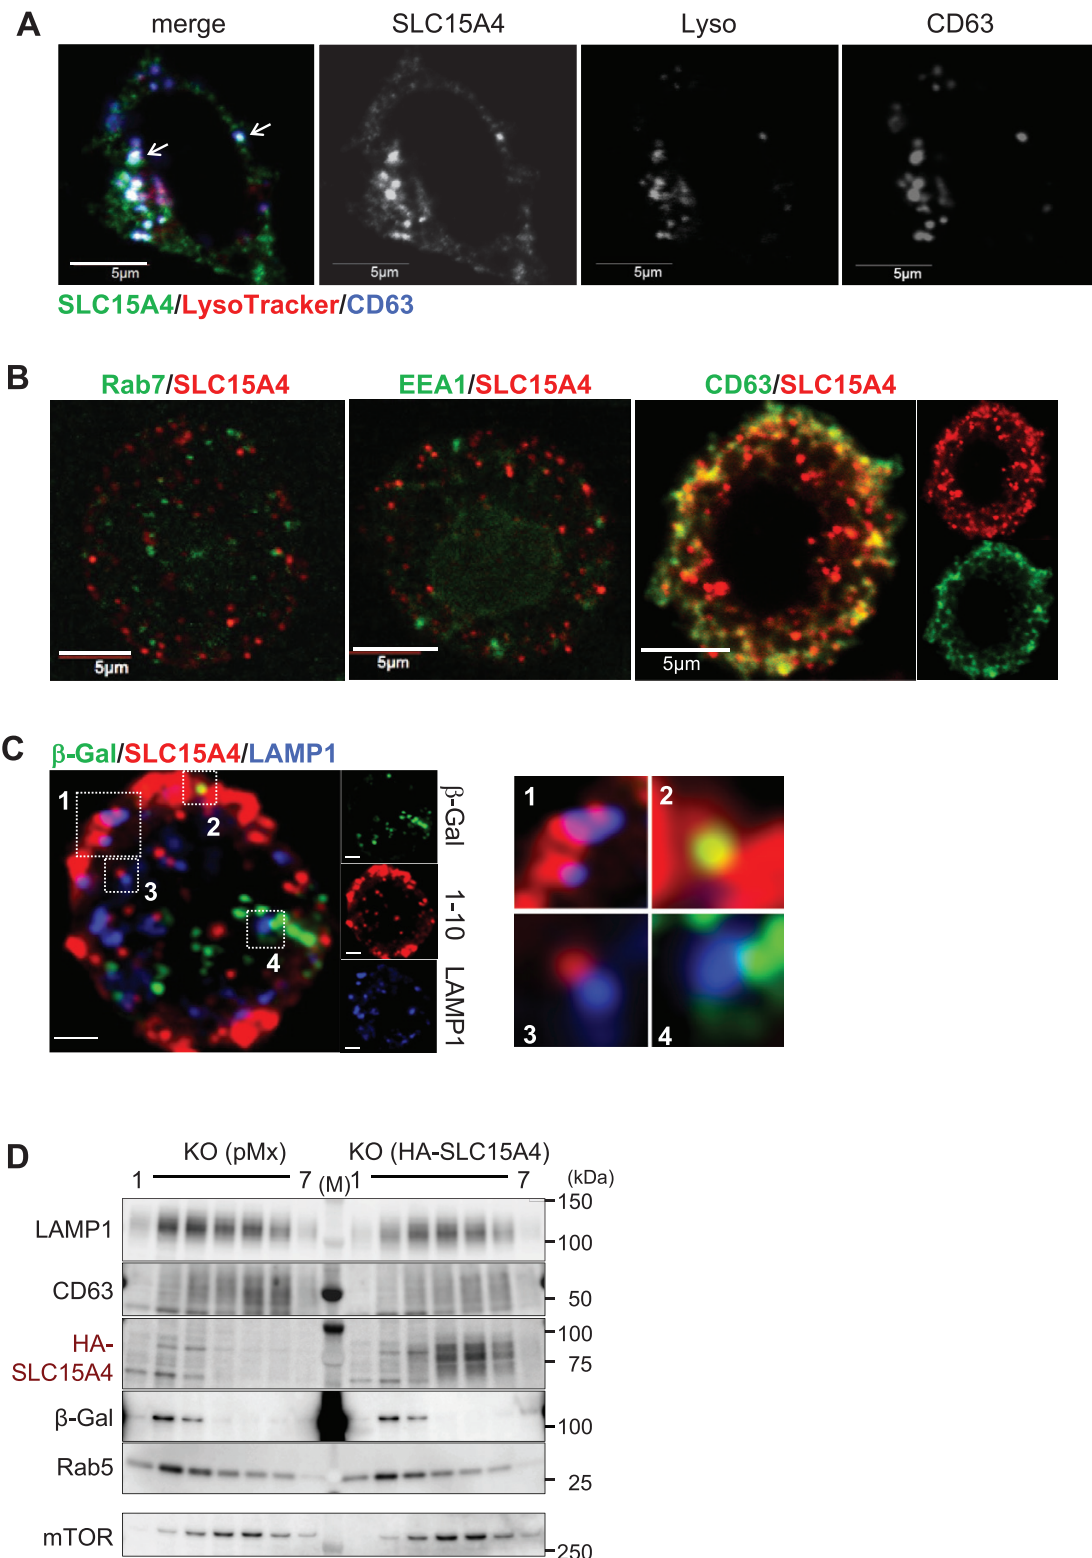 A
merge SLC15A4 Lyso CD63
5µm 5µm 5µm 5µm
SLC15A4/LysoTracker/CD63
B
Rab7/SLC15A4 EEA1/SLC15A4 CD63/SLC15A4
5µm 5µm 5µm
C
β-Gal/SLC15A4/LAMP1
1
2
3
4
β-Gal
1-10
LAMP1
1 2
3 4
D
KO (pMx) KO (HA-SLC15A4)
1 7 (M) 1 7 (kDa)
LAMP1 150
100
CD63 50
HA-SLC15A4 100
75
β-Gal 100
Rab5 25
mTOR 250